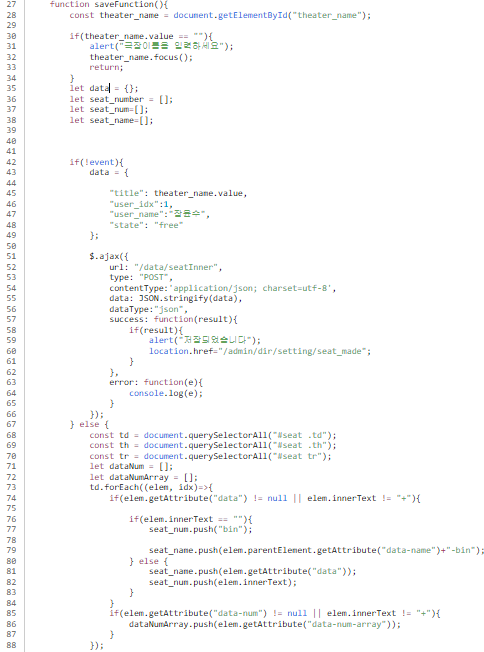 27 function saveFunction(){
28 const theater_name = document.getElementById("theater_name");
29
30 if(theater_name.value == ""){
31 alert("극장이름을 입력하세요");
32 theater_name.focus();
33 return;
34 }
35 let data = {};
36 let seat_number = [];
37 let seat_num=[];
38 let seat_name=[];
39
40
41
42 if(!event){
43 data = {
44
45 "title": theater_name.value,
46 "user_idx":1,
47 "user_name":"잘윤수",
48 "state": "free"
49 };
50
51 $.ajax({
52 url: "/data/seatInner",
53 type: "POST",
54 contentType:'application/json; charset=utf-8',
55 data: JSON.stringify(data),
56 dataType:"json",
57 success: function(result){
58 if(result){
59 alert("저장되었습니다");
60 location.href="/admin/dir/setting/seat_made";
61 }
62 },
63 error: function(e){
64 console.log(e);
65 }
66 });
67 } else {
68 const td = document.querySelectorAll("#seat .td");
69 const th = document.querySelectorAll("#seat .th");
70 const tr = document.querySelectorAll("#seat tr");
71 let dataNum = [];
72 let dataNumArray = [];
73 td.forEach((elem, idx)=>{
74 if(elem.getAttribute("data") != null || elem.innerText != "+"){
75
76 if(elem.innerText == ""){
77 seat_num.push("bin");
78
79 seat_name.push(elem.parentElement.getAttribute("data-name")+"-bin");
80 } else {
81 seat_name.push(elem.getAttribute("data"));
82 seat_num.push(elem.innerText);
83 }
84 }
85 if(elem.getAttribute("data-num") != null || elem.innerText != "+"){
86 dataNumArray.push(elem.getAttribute("data-num-array"));
87 }
88 });